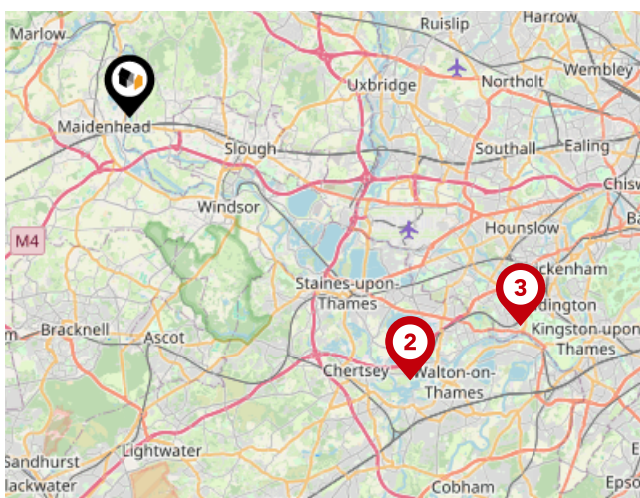 Marlow
Ruislip
Harrow
Uxbridge
Northolt
Wembley
Maidenhead
Slough
Southall
Ealing
Chisw
Windsor
Hounslow
Ba
M4
Staines-upon-
Thames
ckenham
3
ddington
Kingston upon
Thames
m
Bracknell
Ascot
2
Chertsey
Walton-on-
Thames
Lightwater
Sandhurst
lackwater
Cobham
E
Epso